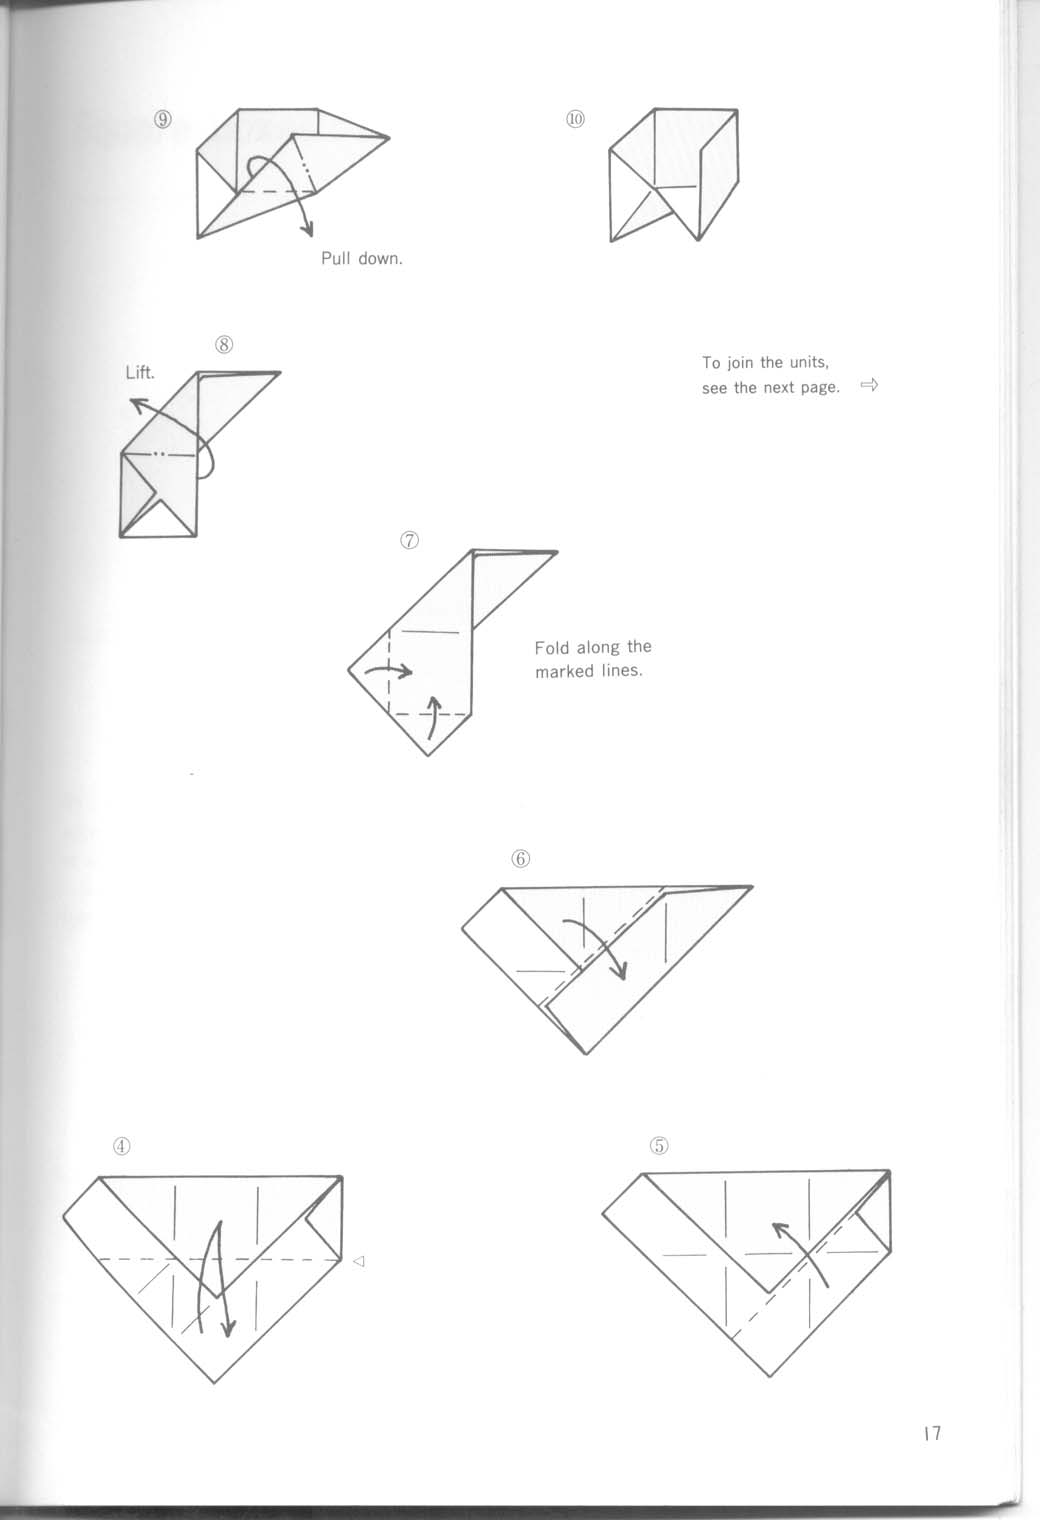 ⑨
⑩
Pull down.
⑧
Lift.
To join the units,
see the next page. ⇨
⑦
Fold along the
marked lines.
⑥
④
⑤
17